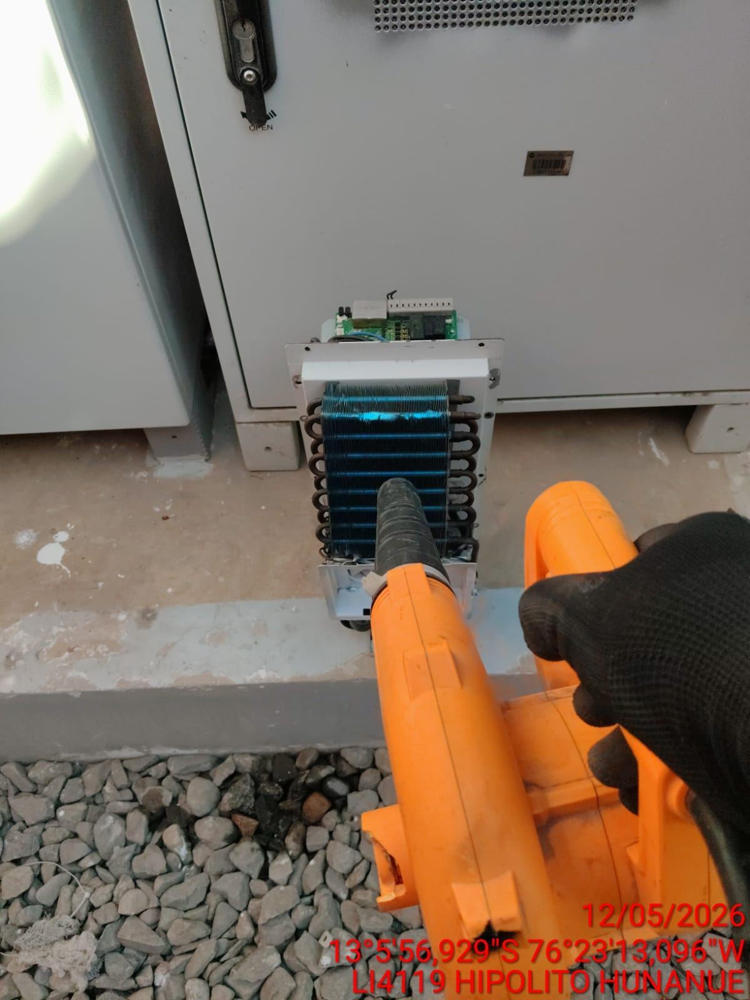 OPEN
12/05/2026
13°5'56,929"S 76°23'13,096"W
LI4119 HIPOLITO HUNANUE